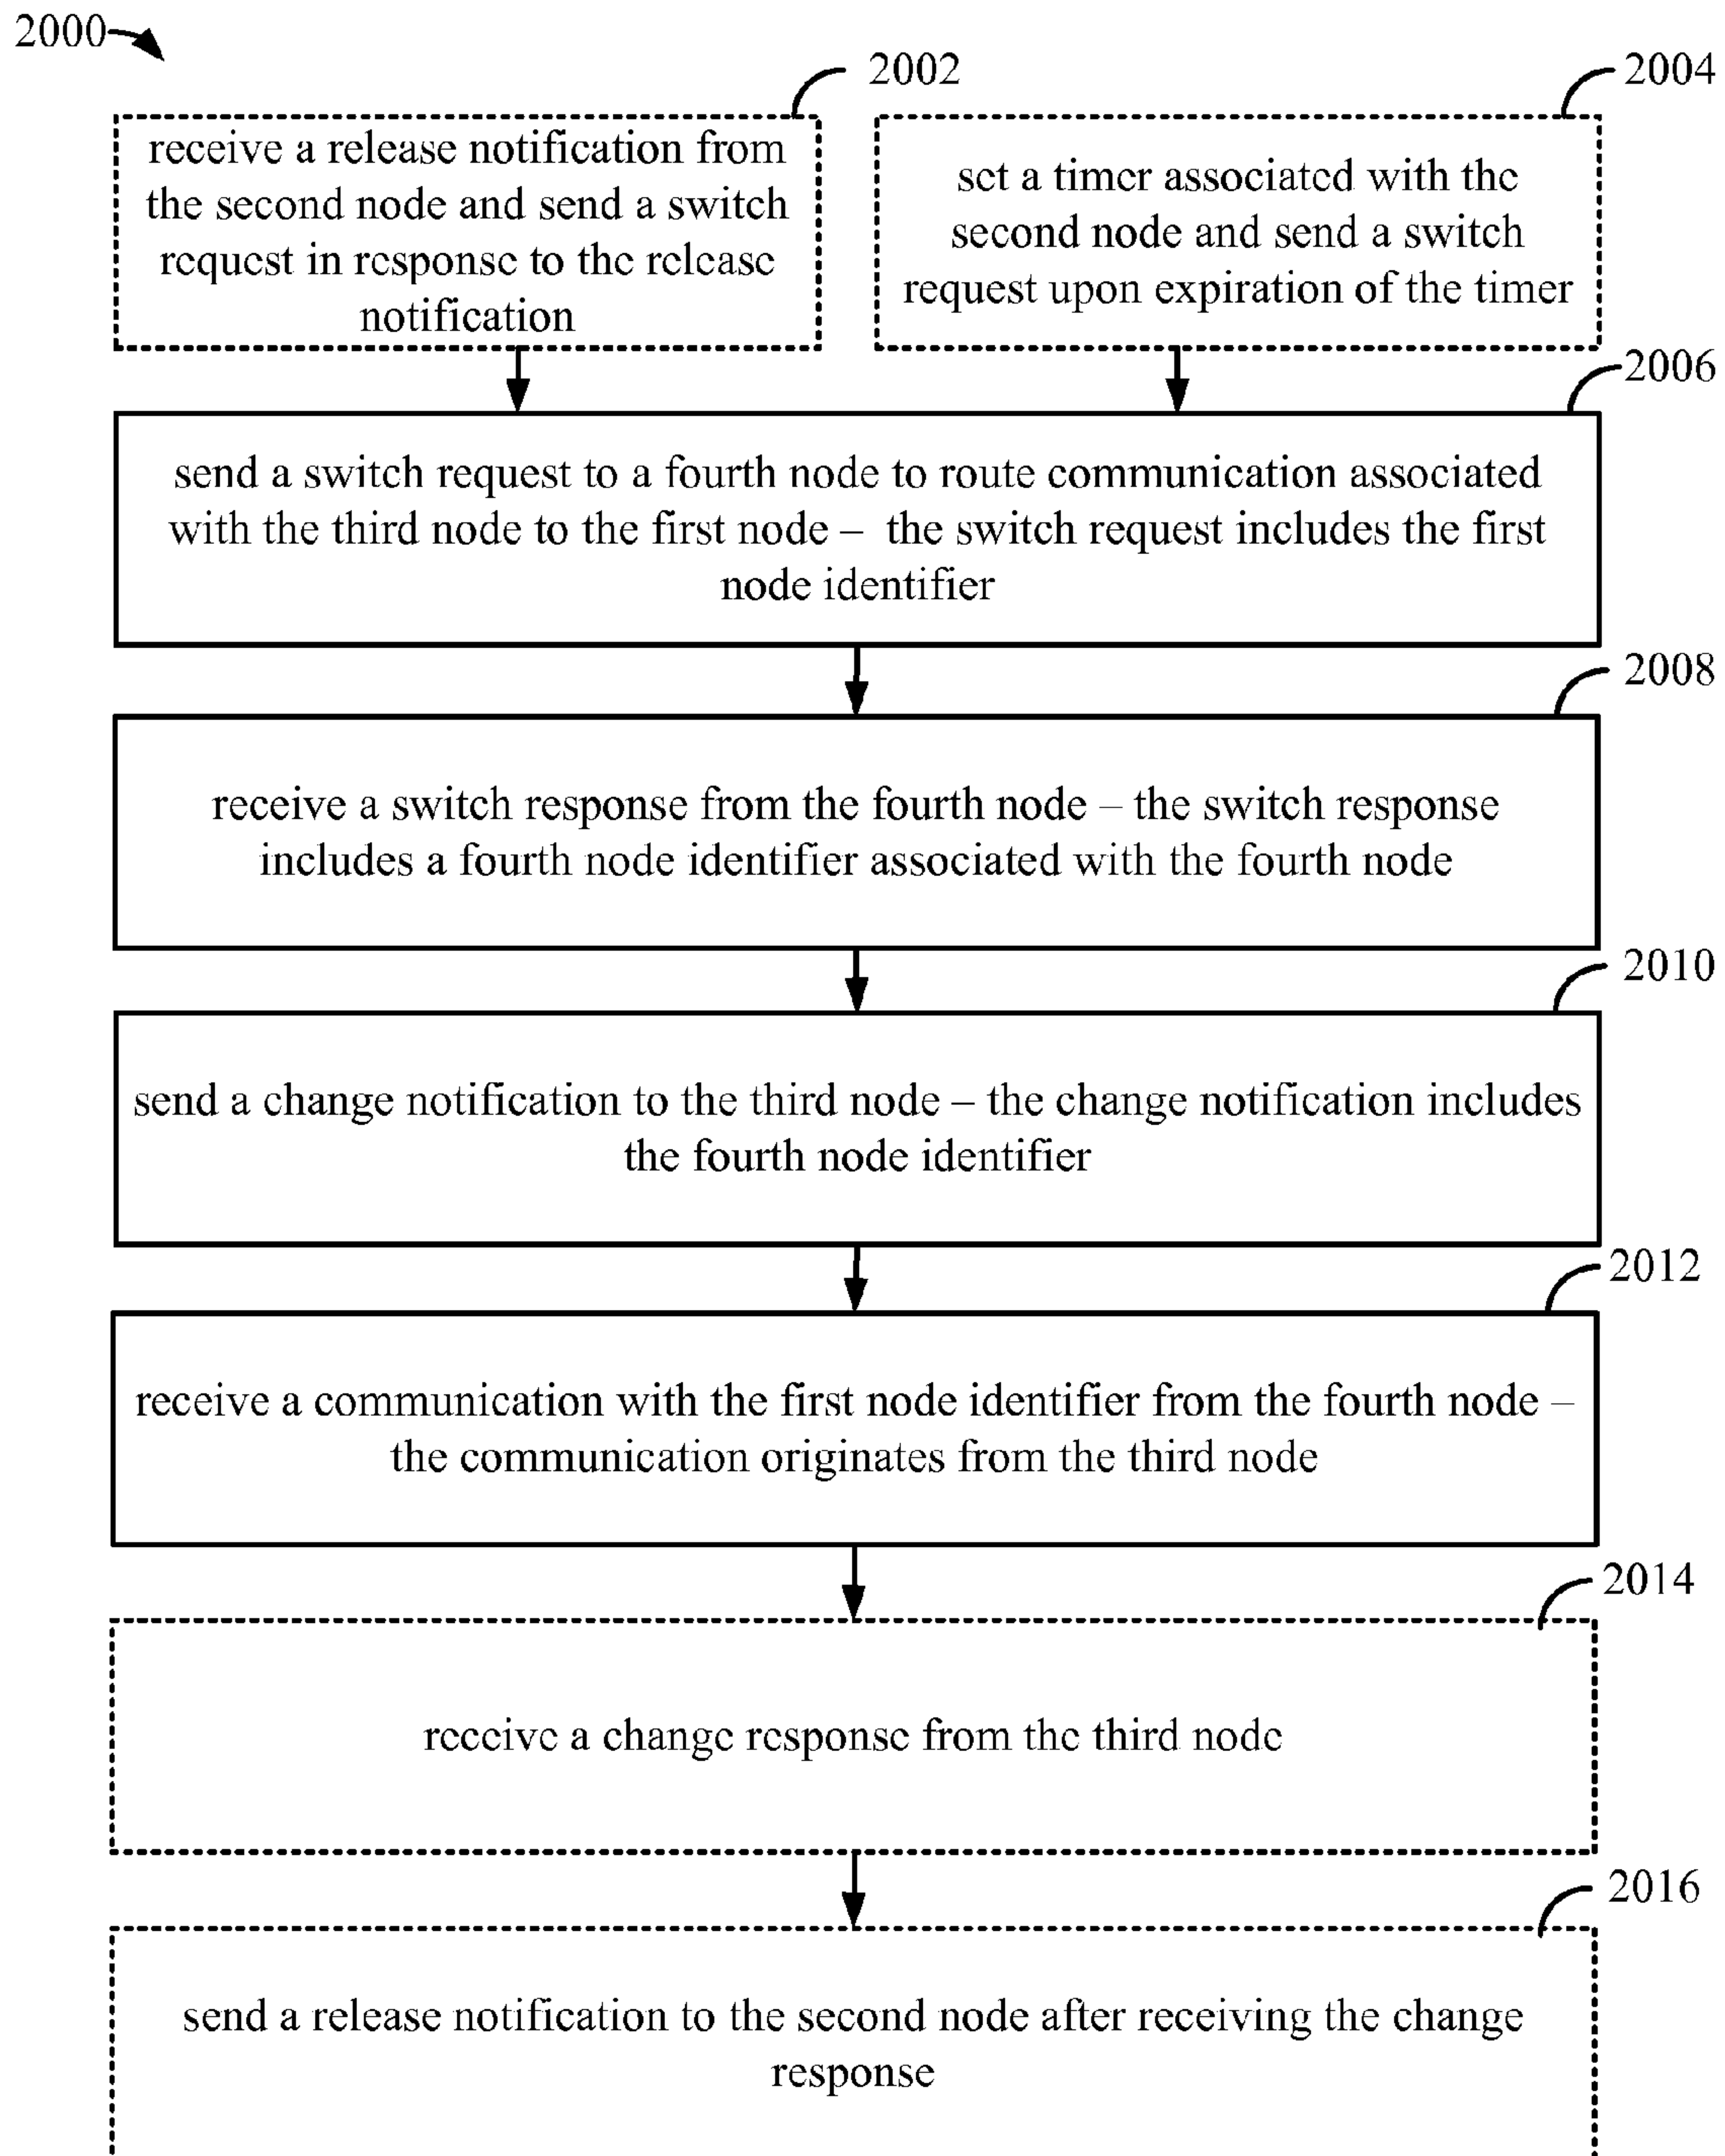 2000
2002
2004
receive a release notification from
the second node and send a switch
request in response to the release
notification
set a timer associated with the
second node and send a switch
request upon expiration of the timer
2006
send a switch request to a fourth node to route communication associated
with the third node to the first node – the switch request includes the first
node identifier
2008
receive a switch response from the fourth node – the switch response
includes a fourth node identifier associated with the fourth node
2010
send a change notification to the third node – the change notification includes
the fourth node identifier
2012
receive a communication with the first node identifier from the fourth node –
the communication originates from the third node
2014
receive a change response from the third node
2016
send a release notification to the second node after receiving the change
response